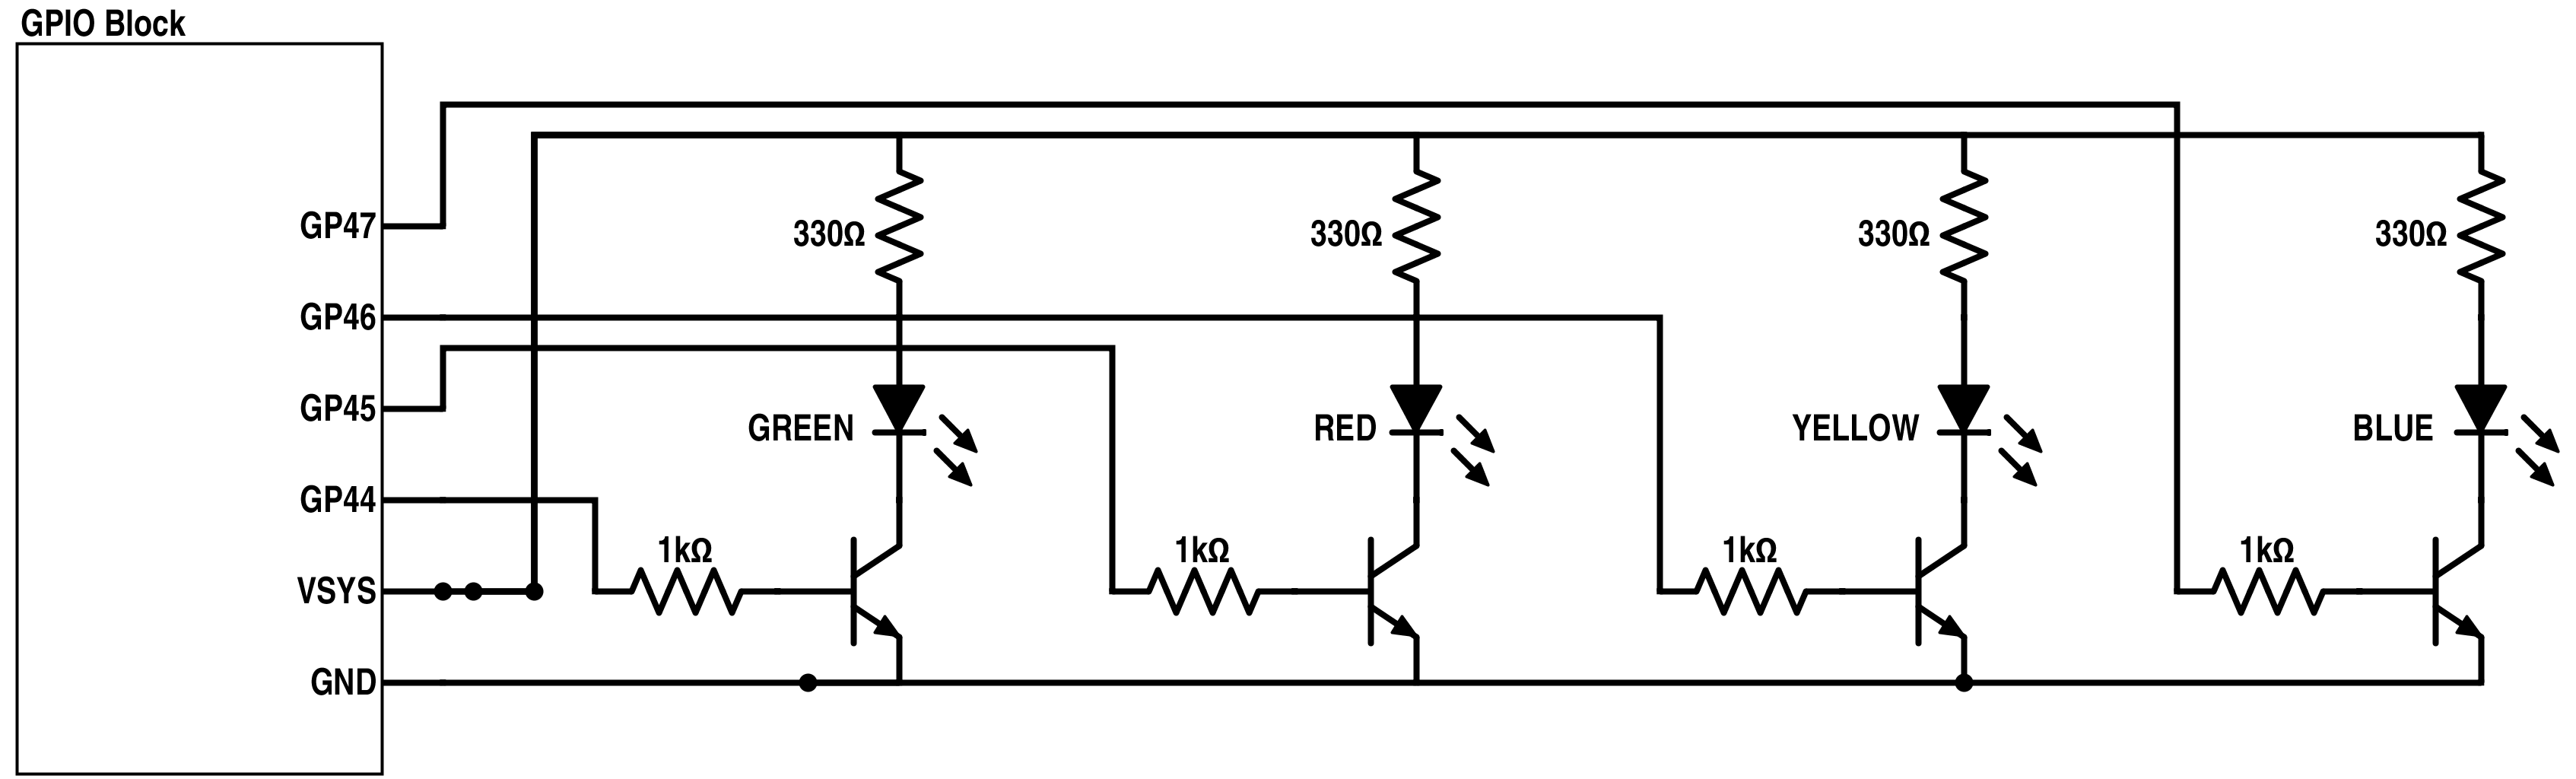 GPIO Block
GP47
330Ω 330Ω 330Ω 330Ω
GP46
GP45
GREEN RED YELLOW BLUE
GP44
1kΩ 1kΩ 1kΩ 1kΩ
VSYS
GND